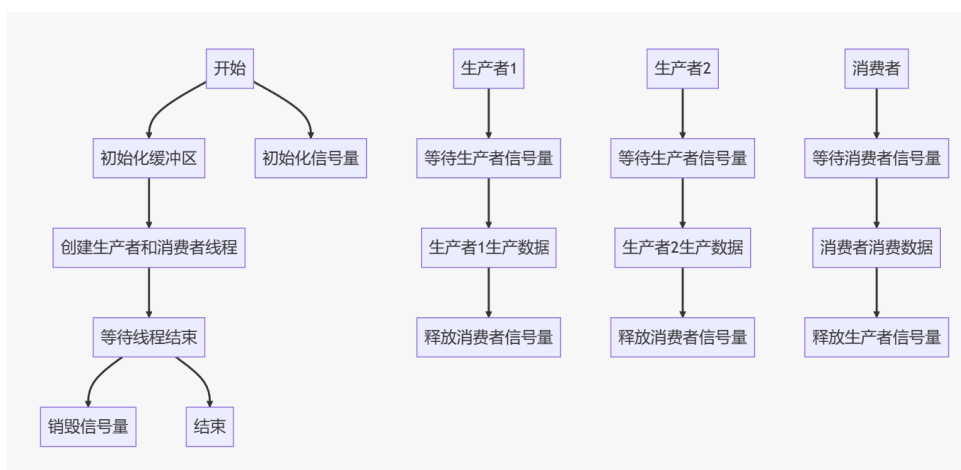 开始
生产者1
生产者2
消费者
初始化缓冲区
初始化信号量
等待生产者信号量
等待生产者信号量
等待消费者信号量
创建生产者和消费者线程
生产者1生产数据
生产者2生产数据
消费者消费数据
等待线程结束
释放消费者信号量
释放消费者信号量
释放生产者信号量
销毁信号量
结束